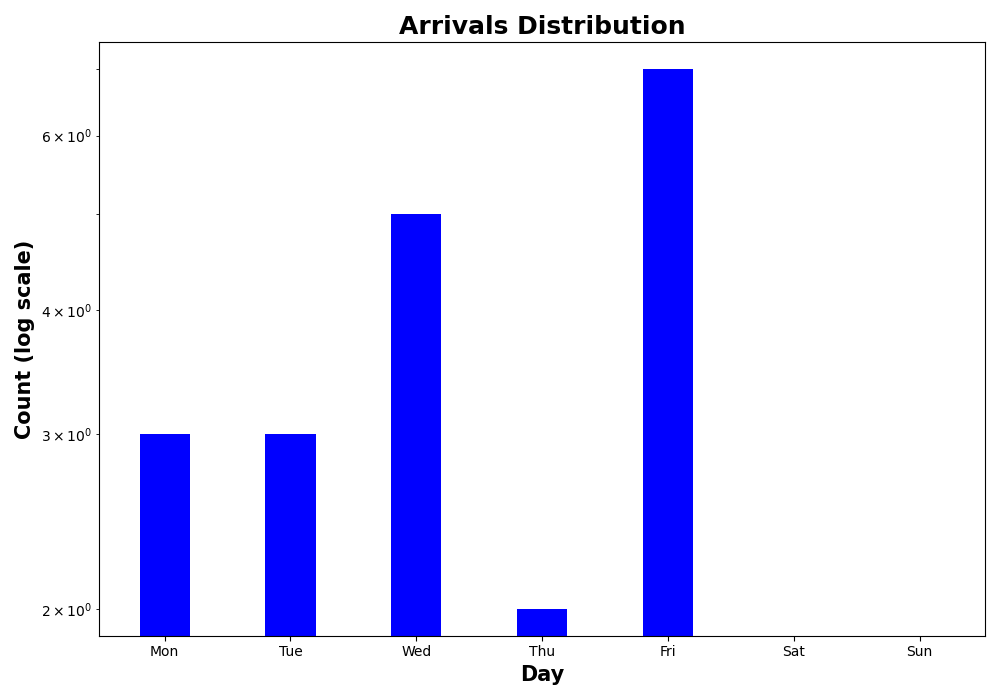 Arrivals Distribution
Count (log scale)
6 × 10⁰
4 × 10⁰
3 × 10⁰
2 × 10⁰
Mon Tue Wed Thu Fri Sat Sun
Day